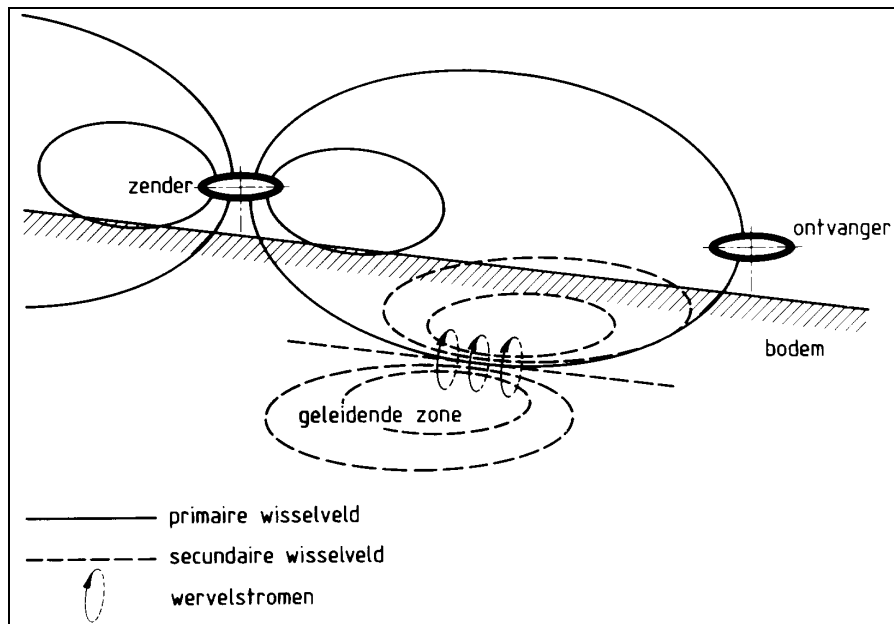 zender
ontvanger
bodem
geleidende zone
primaire wisselveld
secundaire wisselveld
wervelstromen